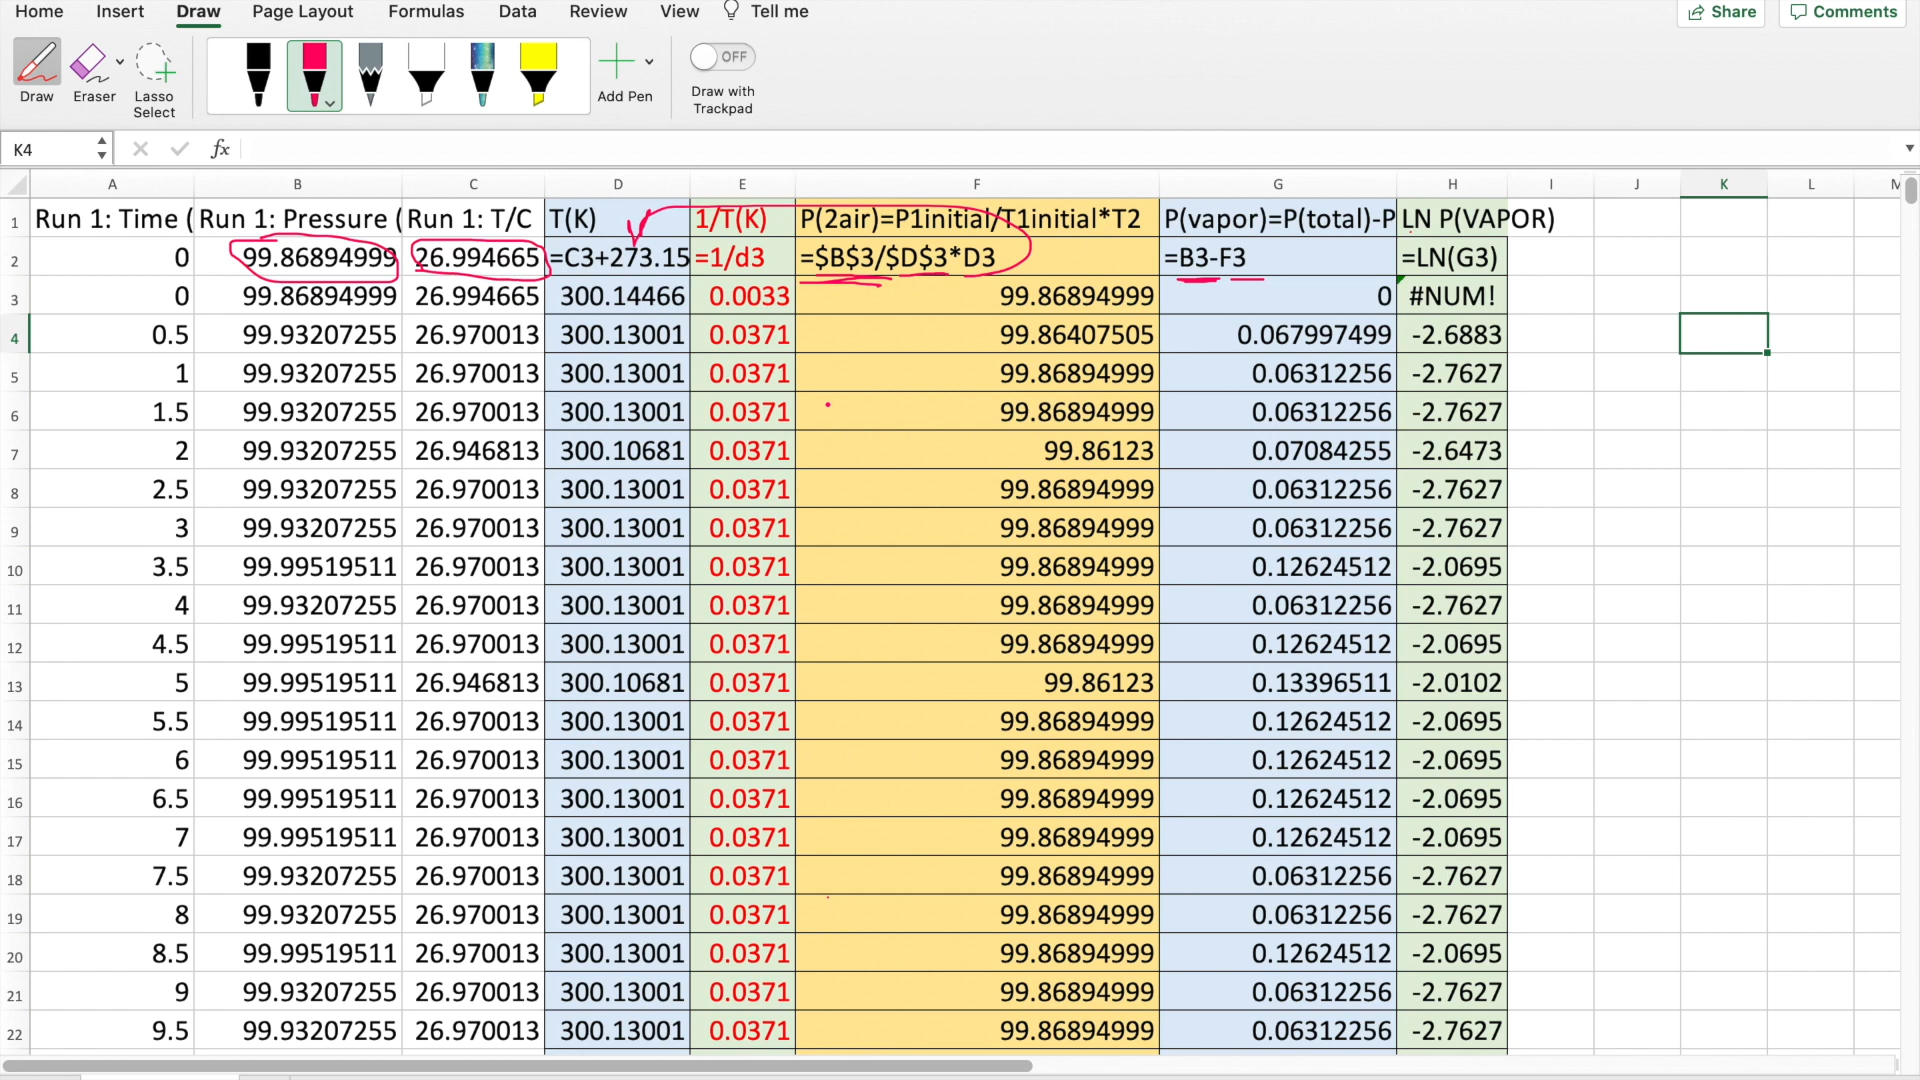 Home Insert Draw Page Layout Formulas Data Review View Tell me Share Comments
Draw Eraser Lasso Select Add Pen OFF Draw with Trackpad
K4 fx
A B C D E F G H I J K L M
1 Run 1: Time ( Run 1: Pressure ( Run 1: T/C T(K) 1/T(K) P(2air)=P1initial/T1initial*T2 P(vapor)=P(total)-P LN P(VAPOR)
2 0 99.86894999 26.994665 =C3+273.15 =1/d3 =$B$3/$D$3*D3 =B3-F3 =LN(G3)
3 0 99.86894999 26.994665 300.14466 0.0033 99.86894999 0 #NUM!
4 0.5 99.93207255 26.970013 300.13001 0.0371 99.86407505 0.067997499 -2.6883
5 1 99.93207255 26.970013 300.13001 0.0371 99.86894999 0.06312256 -2.7627
6 1.5 99.93207255 26.970013 300.13001 0.0371 99.86894999 0.06312256 -2.7627
7 2 99.93207255 26.946813 300.10681 0.0371 99.86123 0.07084255 -2.6473
8 2.5 99.93207255 26.970013 300.13001 0.0371 99.86894999 0.06312256 -2.7627
9 3 99.93207255 26.970013 300.13001 0.0371 99.86894999 0.06312256 -2.7627
10 3.5 99.99519511 26.970013 300.13001 0.0371 99.86894999 0.12624512 -2.0695
11 4 99.93207255 26.970013 300.13001 0.0371 99.86894999 0.06312256 -2.7627
12 4.5 99.99519511 26.970013 300.13001 0.0371 99.86894999 0.12624512 -2.0695
13 5 99.99519511 26.946813 300.10681 0.0371 99.86123 0.13396511 -2.0102
14 5.5 99.99519511 26.970013 300.13001 0.0371 99.86894999 0.12624512 -2.0695
15 6 99.99519511 26.970013 300.13001 0.0371 99.86894999 0.12624512 -2.0695
16 6.5 99.99519511 26.970013 300.13001 0.0371 99.86894999 0.12624512 -2.0695
17 7 99.99519511 26.970013 300.13001 0.0371 99.86894999 0.12624512 -2.0695
18 7.5 99.93207255 26.970013 300.13001 0.0371 99.86894999 0.06312256 -2.7627
19 8 99.93207255 26.970013 300.13001 0.0371 99.86894999 0.06312256 -2.7627
20 8.5 99.99519511 26.970013 300.13001 0.0371 99.86894999 0.12624512 -2.0695
21 9 99.93207255 26.970013 300.13001 0.0371 99.86894999 0.06312256 -2.7627
22 9.5 99.93207255 26.970013 300.13001 0.0371 99.86894999 0.06312256 -2.7627